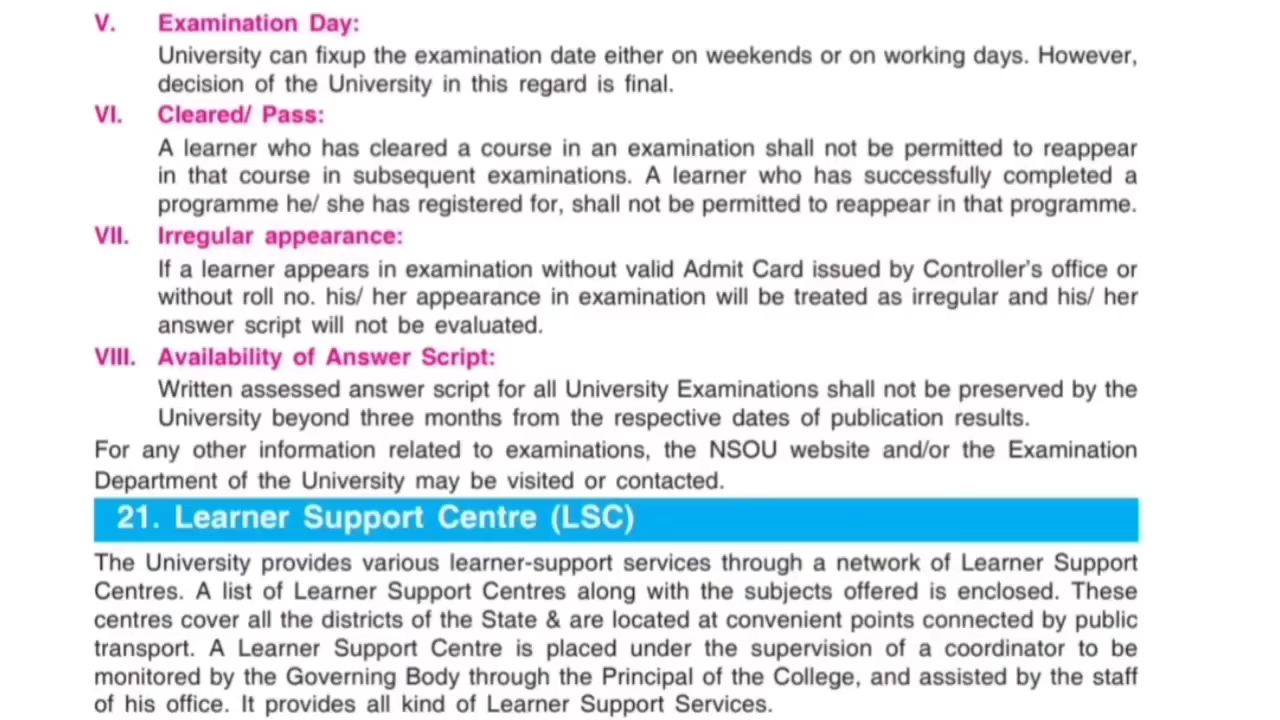 V. Examination Day:
University can fixup the examination date either on weekends or on working days. However,
decision of the University in this regard is final.
VI. Cleared/ Pass:
A learner who has cleared a course in an examination shall not be permitted to reappear
in that course in subsequent examinations. A learner who has successfully completed a
programme he/ she has registered for, shall not be permitted to reappear in that programme.
VII. Irregular appearance:
If a learner appears in examination without valid Admit Card issued by Controller's office or
without roll no. his/ her appearance in examination will be treated as irregular and his/ her
answer script will not be evaluated.
VIII. Availability of Answer Script:
Written assessed answer script for all University Examinations shall not be preserved by the
University beyond three months from the respective dates of publication results.
For any other information related to examinations, the NSOU website and/or the Examination
Department of the University may be visited or contacted.
21. Learner Support Centre (LSC)
The University provides various learner-support services through a network of Learner Support
Centres. A list of Learner Support Centres along with the subjects offered is enclosed. These
centres cover all the districts of the State & are located at convenient points connected by public
transport. A Learner Support Centre is placed under the supervision of a coordinator to be
monitored by the Governing Body through the Principal of the College, and assisted by the staff
of his office. It provides all kind of Learner Support Services.